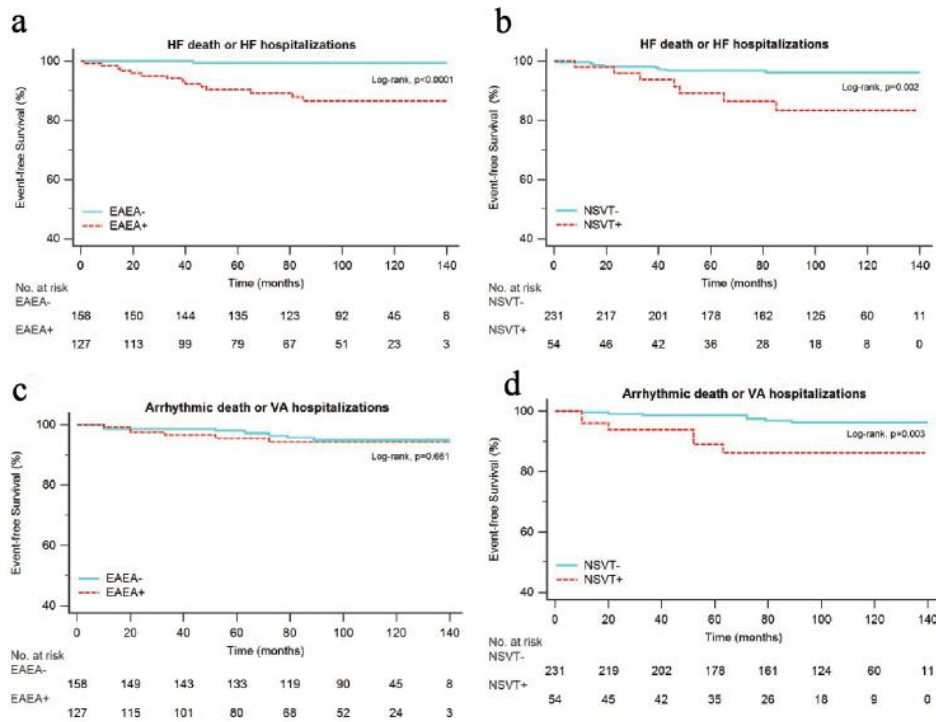 a
HF death or HF hospitalizations
Event-free Survival (%)
100
80
60
40
Log-rank, p<0.0001
EAEA-
EAEA+
0 20 40 60 80 100 120 140
Time (months)
No. at risk
EAEA-
158 150 144 135 123 92 45 8
EAEA+
127 113 99 79 67 51 23 3
b
HF death or HF hospitalizations
Event-free Survival (%)
100
80
60
40
Log-rank, p=0.002
NSVT-
NSVT+
0 20 40 60 80 100 120 140
Time (months)
No. at risk
NSVT-
231 217 201 178 162 125 60 11
NSVT+
54 46 42 36 28 18 8 0
c
Arrhythmic death or VA hospitalizations
Event-free Survival (%)
100
80
60
40
Log-rank, p=0.661
EAEA-
EAEA+
0 20 40 60 80 100 120 140
Time (months)
No. at risk
EAEA-
158 149 143 133 119 90 45 8
EAEA+
127 115 101 80 68 52 24 3
d
Arrhythmic death or VA hospitalizations
Event-free Survival (%)
100
80
60
40
Log-rank, p=0.003
NSVT-
NSVT+
0 20 40 60 80 100 120 140
Time (months)
No. at risk
NSVT-
231 219 202 178 161 124 60 11
NSVT+
54 45 42 35 26 18 9 0